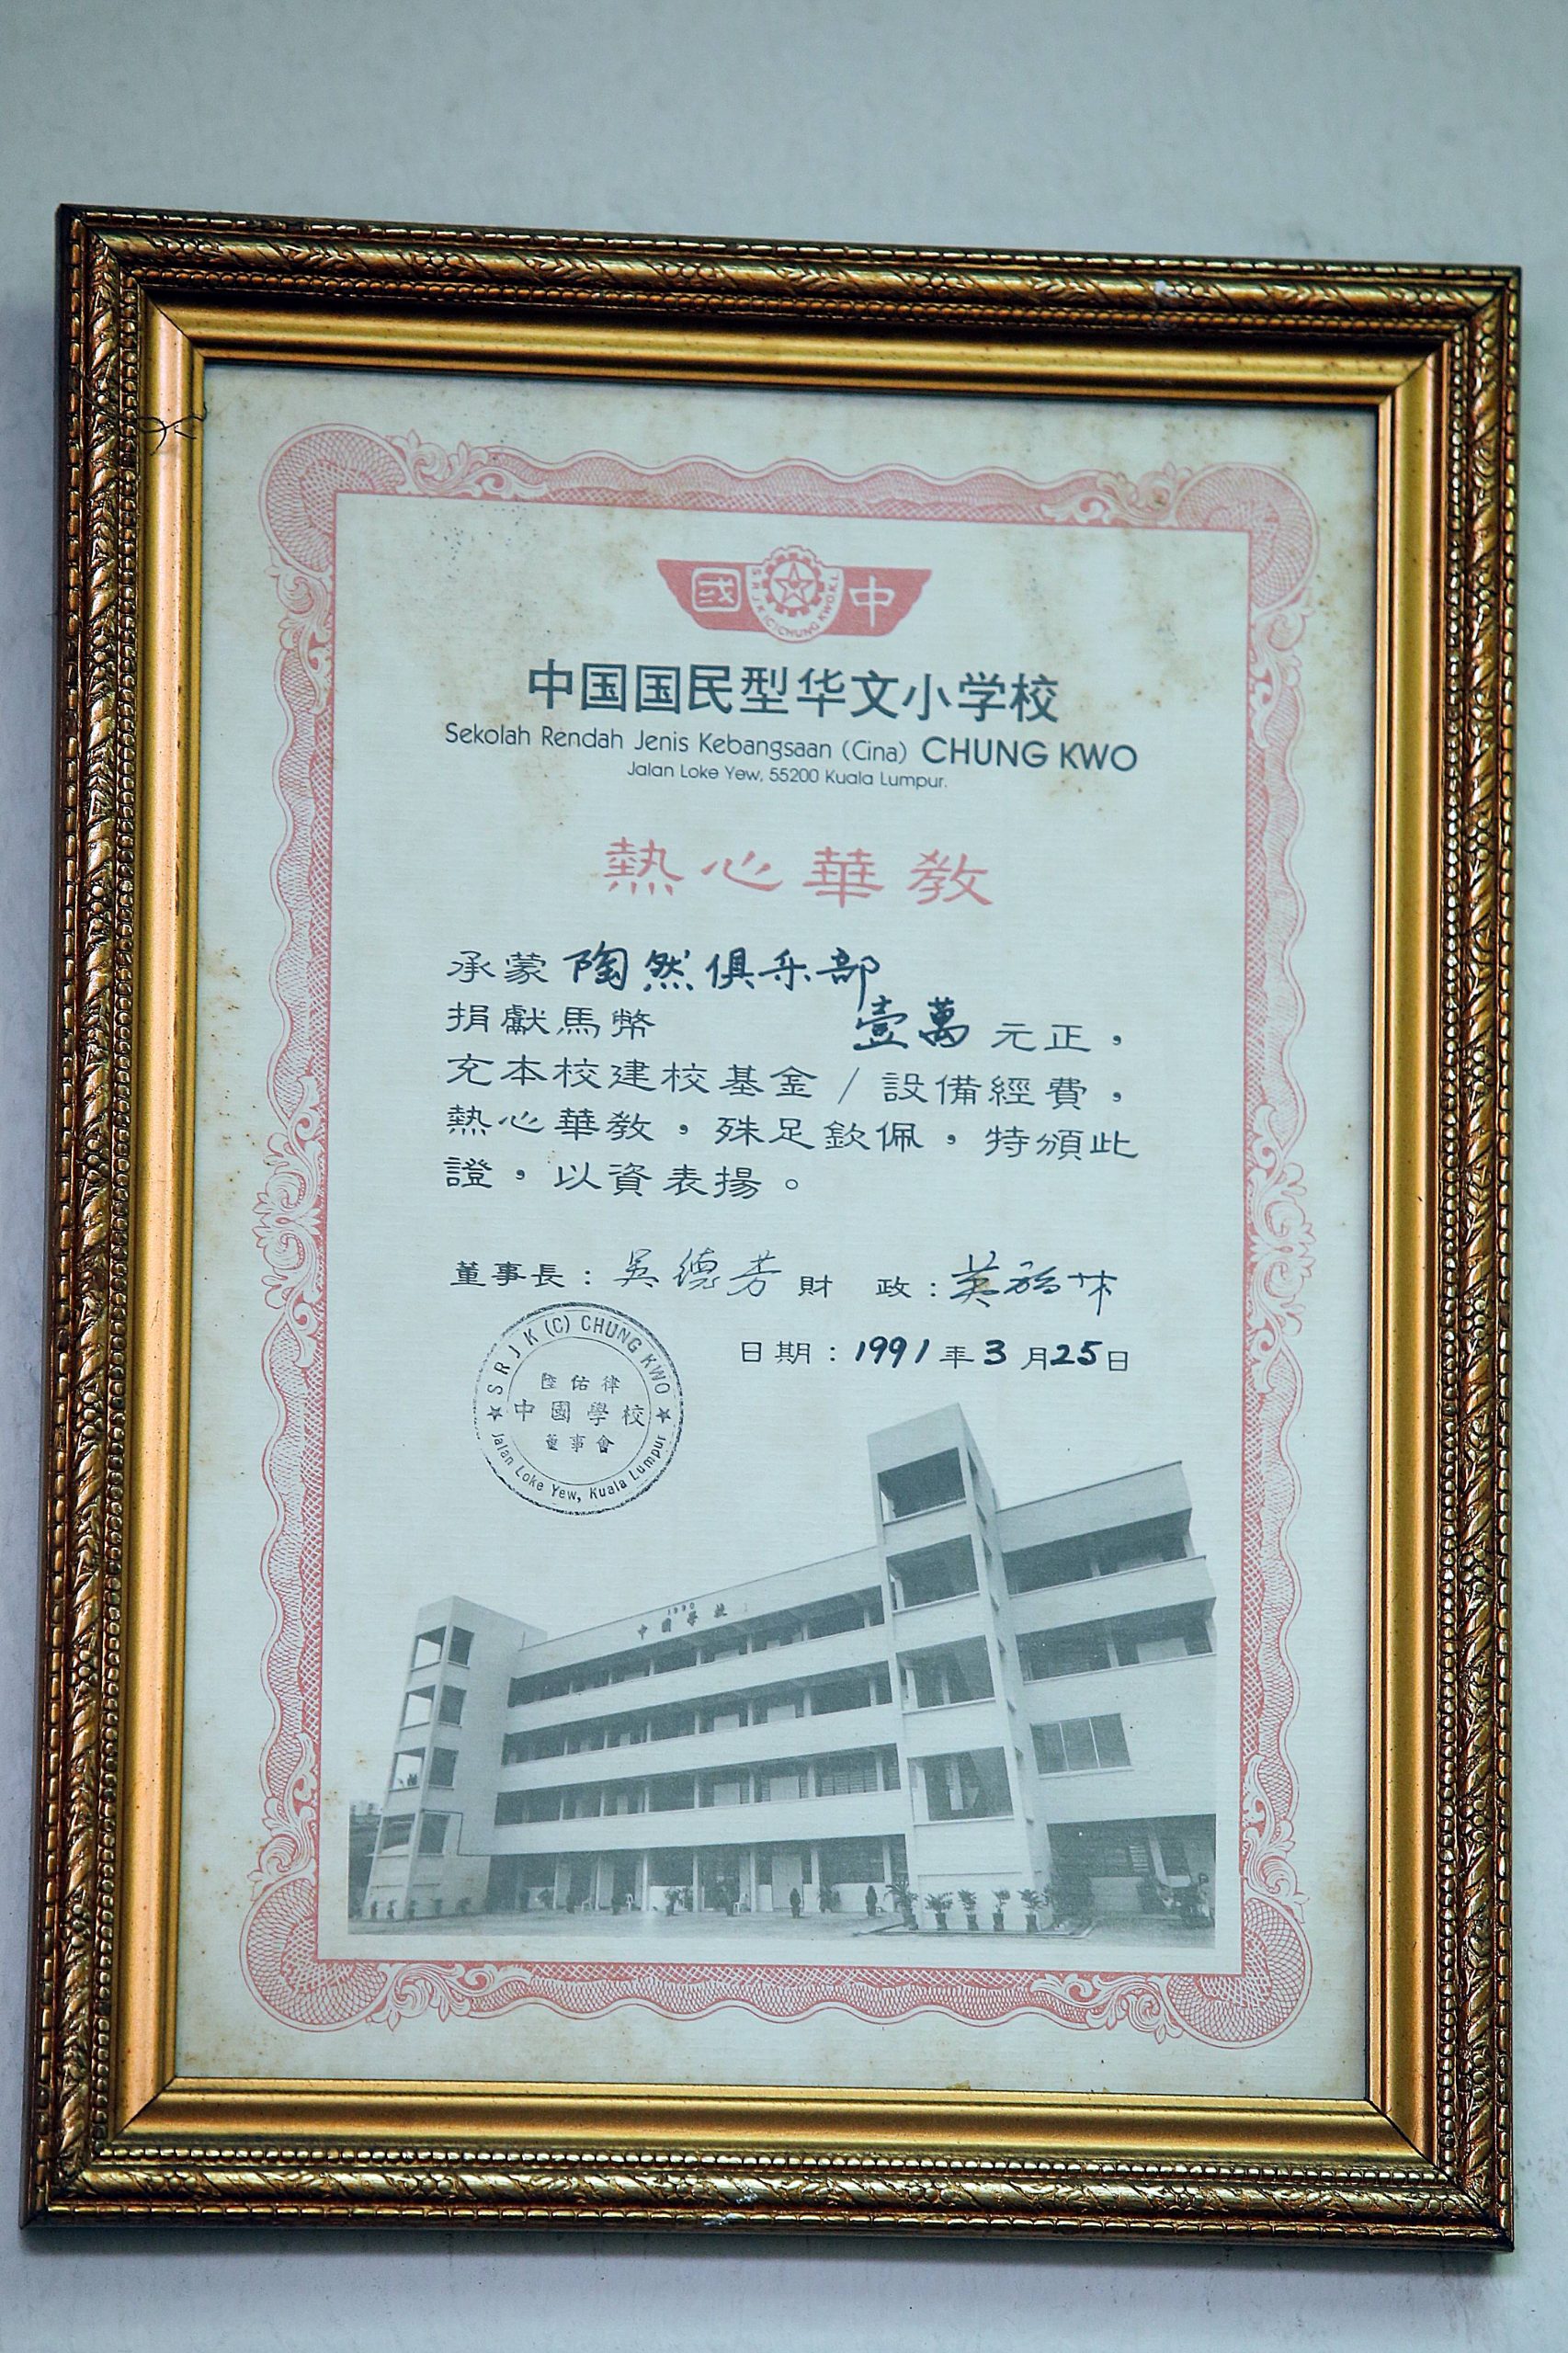 國 中
S.R.J.K.(C) CHUNG KWO.K.L.
中国国民型华文小学校
Sekolah Rendah Jenis Kebangsaan (Cina) CHUNG KWO
Jalan Loke Yew, 55200 Kuala Lumpur.
熱心華教
承蒙陶然俱乐部
捐獻馬幣 壹萬元正，
充本校建校基金/設備經費，
熱心華教，殊足欽佩，特頒此
證，以資表揚。
董事長：吳德芳 財 政：
日期：1991年3月25日
S R J K (C) CHUNG KWO
陸佑律
中國學校
董事會
Jalan Loke Yew, Kuala Lumpur
1990
中國學校